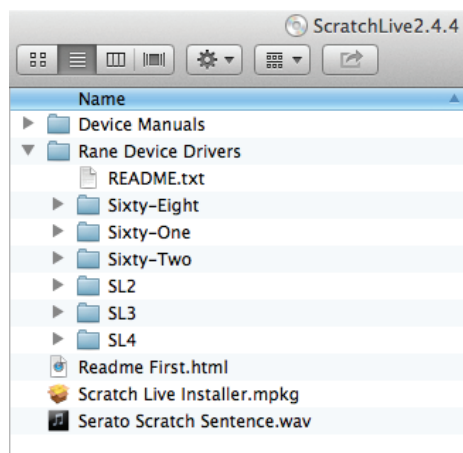 ScratchLive2.4.4
Name
Device Manuals
Rane Device Drivers
README.txt
Sixty-Eight
Sixty-One
Sixty-Two
SL2
SL3
SL4
Readme First.html
Scratch Live Installer.mpkg
Serato Scratch Sentence.wav